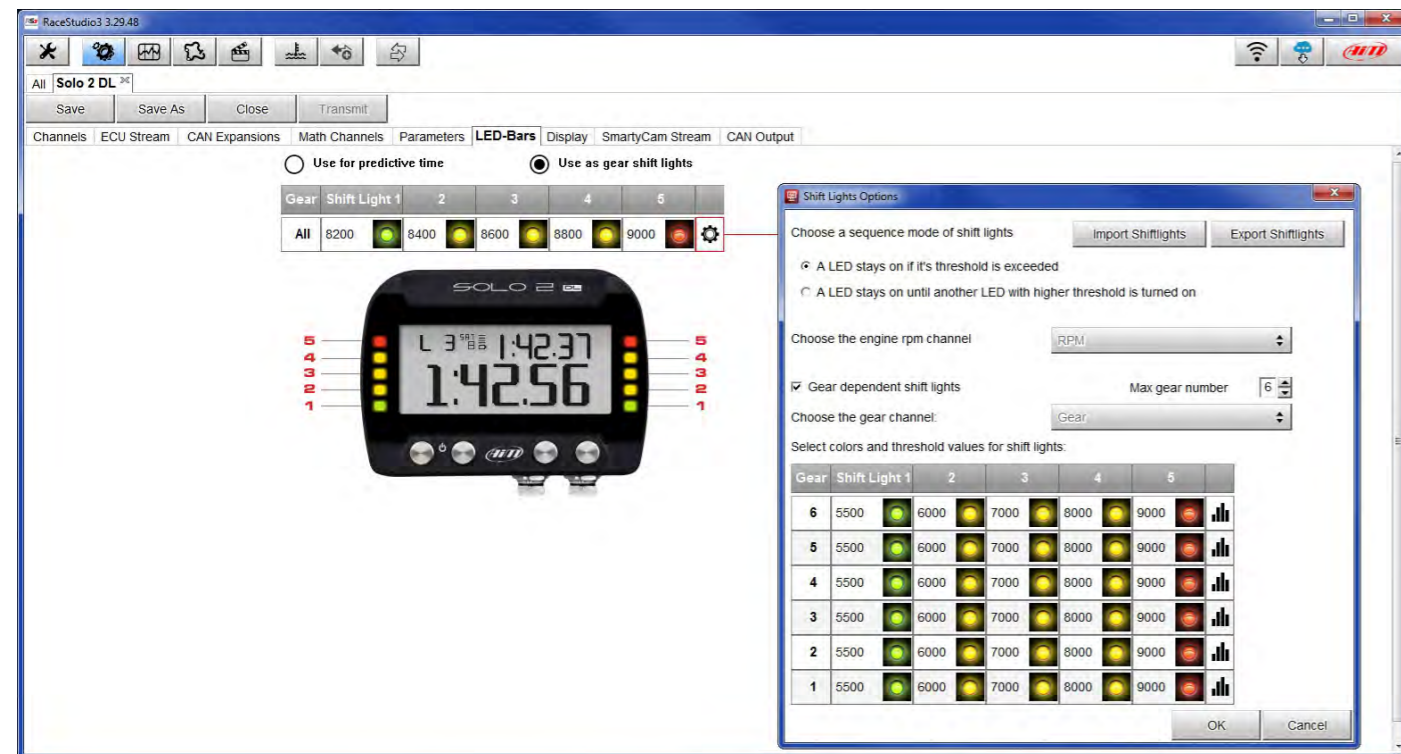 RaceStudio3 3.29.48
AiM
All Solo 2 DL
Save Save As Close Transmit
Channels ECU Stream CAN Expansions Math Channels Parameters LED-Bars Display SmartyCam Stream CAN Output
Use for predictive time Use as gear shift lights
Gear Shift Light 1 2 3 4 5
All 8200 8400 8600 8800 9000
SOLO 2 DL
L 3 SAT 1:42.37
1:42.56
5 5
4 4
3 3
2 2
1 1
AiM
Shift Lights Options
Choose a sequence mode of shift lights Import Shiftlights Export Shiftlights
A LED stays on if it's threshold is exceeded
A LED stays on until another LED with higher threshold is turned on
Choose the engine rpm channel RPM
Gear dependent shift lights Max gear number 6
Choose the gear channel: Gear
Select colors and threshold values for shift lights:
Gear Shift Light 1 2 3 4 5
6 5500 6000 7000 8000 9000
5 5500 6000 7000 8000 9000
4 5500 6000 7000 8000 9000
3 5500 6000 7000 8000 9000
2 5500 6000 7000 8000 9000
1 5500 6000 7000 8000 9000
OK Cancel